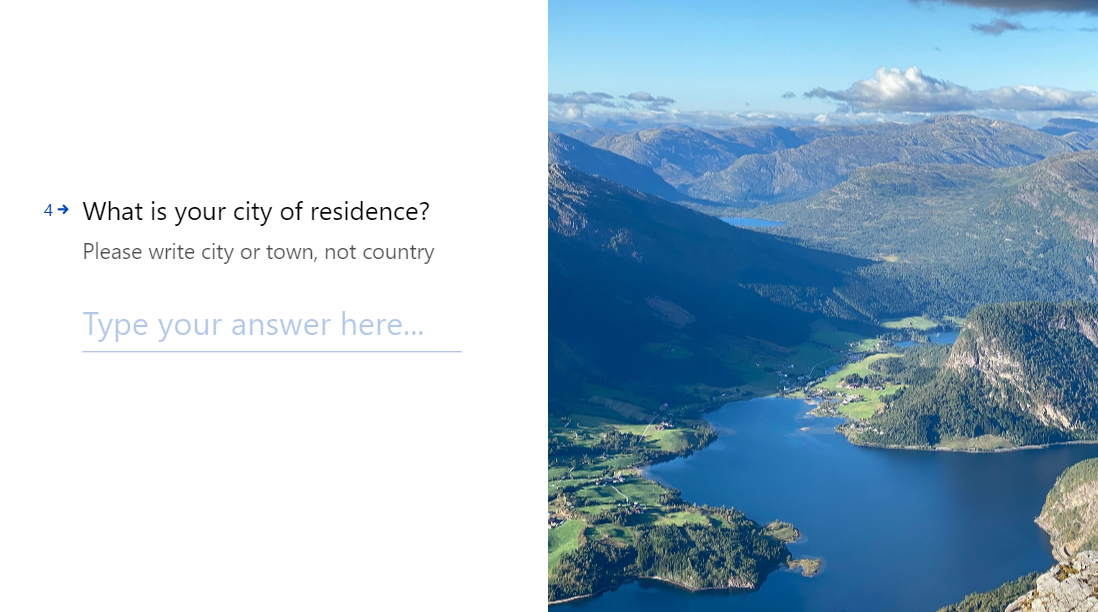 4→ What is your city of residence?
Please write city or town, not country
Type your answer here...